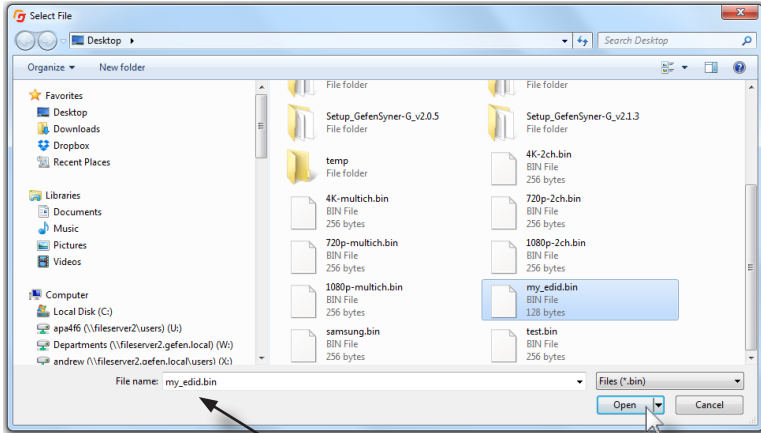 Select File
Desktop
Search Desktop
Organize
New folder
Favorites
Desktop
Downloads
Dropbox
Recent Places
Libraries
Documents
Music
Pictures
Videos
Computer
Local Disk (C:)
apa4f6 (\\fileserver2\users) (U:)
Departments (\\fileserver2.gefen.local) (W:)
andrew (\\fileserver2.gefen.local\users) (X:)
File folder
File folder
Setup_GefenSyner-G_v2.0.5
File folder
Setup_GefenSyner-G_v2.1.3
File folder
temp
File folder
4K-2ch.bin
BIN File
256 bytes
4K-multich.bin
BIN File
256 bytes
720p-2ch.bin
BIN File
256 bytes
720p-multich.bin
BIN File
256 bytes
1080p-2ch.bin
BIN File
256 bytes
1080p-multich.bin
BIN File
256 bytes
my_edid.bin
BIN File
128 bytes
samsung.bin
BIN File
256 bytes
test.bin
BIN File
256 bytes
File name: my_edid.bin
Files (*.bin)
Open
Cancel